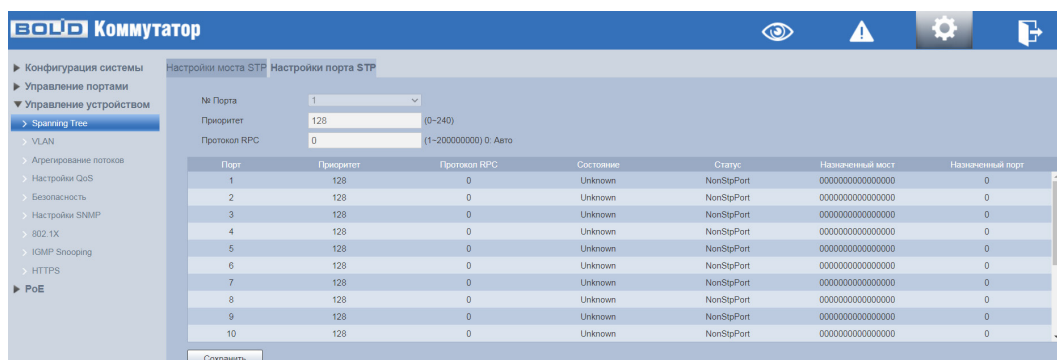 BOLID Коммутатор
Конфигурация системы
Управление портами
Управление устройством
Spanning Tree
VLAN
Агрегирование потоков
Настройки QoS
Безопасность
Настройки SNMP
802.1X
IGMP Snooping
HTTPS
PoE
Настройки моста STP Настройки порта STP
№ Порта 1
Приоритет 128 (0~240)
Протокол RPC 0 (1~200000000) 0: Авто
Порт Приоритет Протокол RPC Состояние Статус Назначенный мост Назначенный порт
1 128 0 Unknown NonStpPort 0000000000000000 0
2 128 0 Unknown NonStpPort 0000000000000000 0
3 128 0 Unknown NonStpPort 0000000000000000 0
4 128 0 Unknown NonStpPort 0000000000000000 0
5 128 0 Unknown NonStpPort 0000000000000000 0
6 128 0 Unknown NonStpPort 0000000000000000 0
7 128 0 Unknown NonStpPort 0000000000000000 0
8 128 0 Unknown NonStpPort 0000000000000000 0
9 128 0 Unknown NonStpPort 0000000000000000 0
10 128 0 Unknown NonStpPort 0000000000000000 0
Сохранить